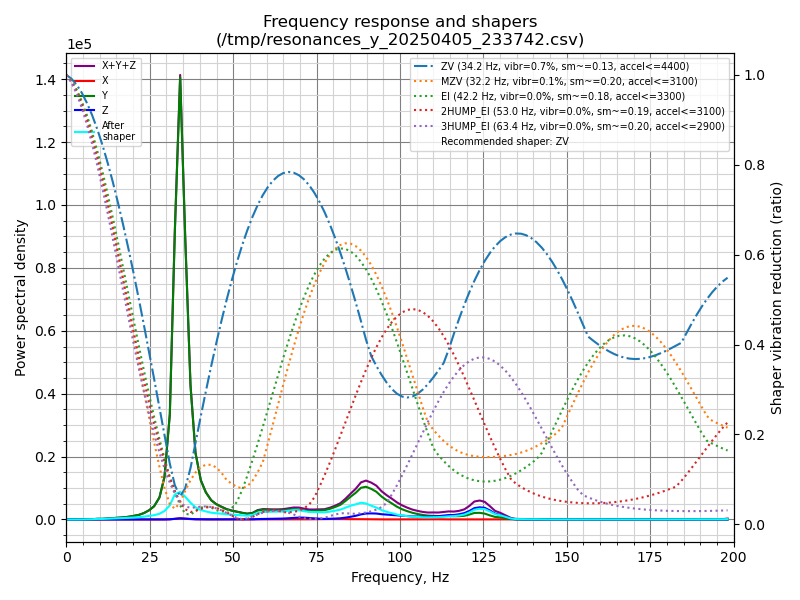 Frequency response and shapers
(/tmp/resonances_y_20250405_233742.csv)
1e5
X+Y+Z
X
Y
Z
After
shaper
ZV (34.2 Hz, vibr=0.7%, sm~=0.13, accel<=4400)
MZV (32.2 Hz, vibr=0.1%, sm~=0.20, accel<=3100)
EI (42.2 Hz, vibr=0.0%, sm~=0.18, accel<=3300)
2HUMP_EI (53.0 Hz, vibr=0.0%, sm~=0.19, accel<=3100)
3HUMP_EI (63.4 Hz, vibr=0.0%, sm~=0.20, accel<=2900)
Recommended shaper: ZV
Power spectral density
1.4
1.2
1.0
0.8
0.6
0.4
0.2
0.0
1.0
0.8
0.6
0.4
0.2
0.0
Shaper vibration reduction (ratio)
0 25 50 75 100 125 150 175 200
Frequency, Hz